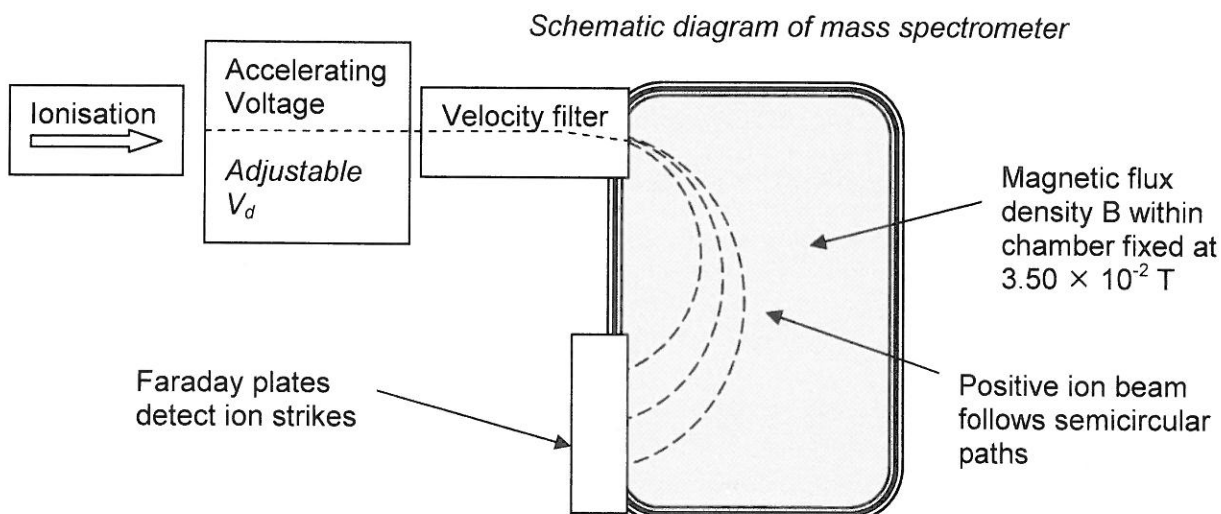 Schematic diagram of mass spectrometer
Ionisation
Accelerating
Voltage
Adjustable
V_d
Velocity filter
Magnetic flux
density B within
chamber fixed at
3.50 × 10⁻² T
Faraday plates
detect ion strikes
Positive ion beam
follows semicircular
paths